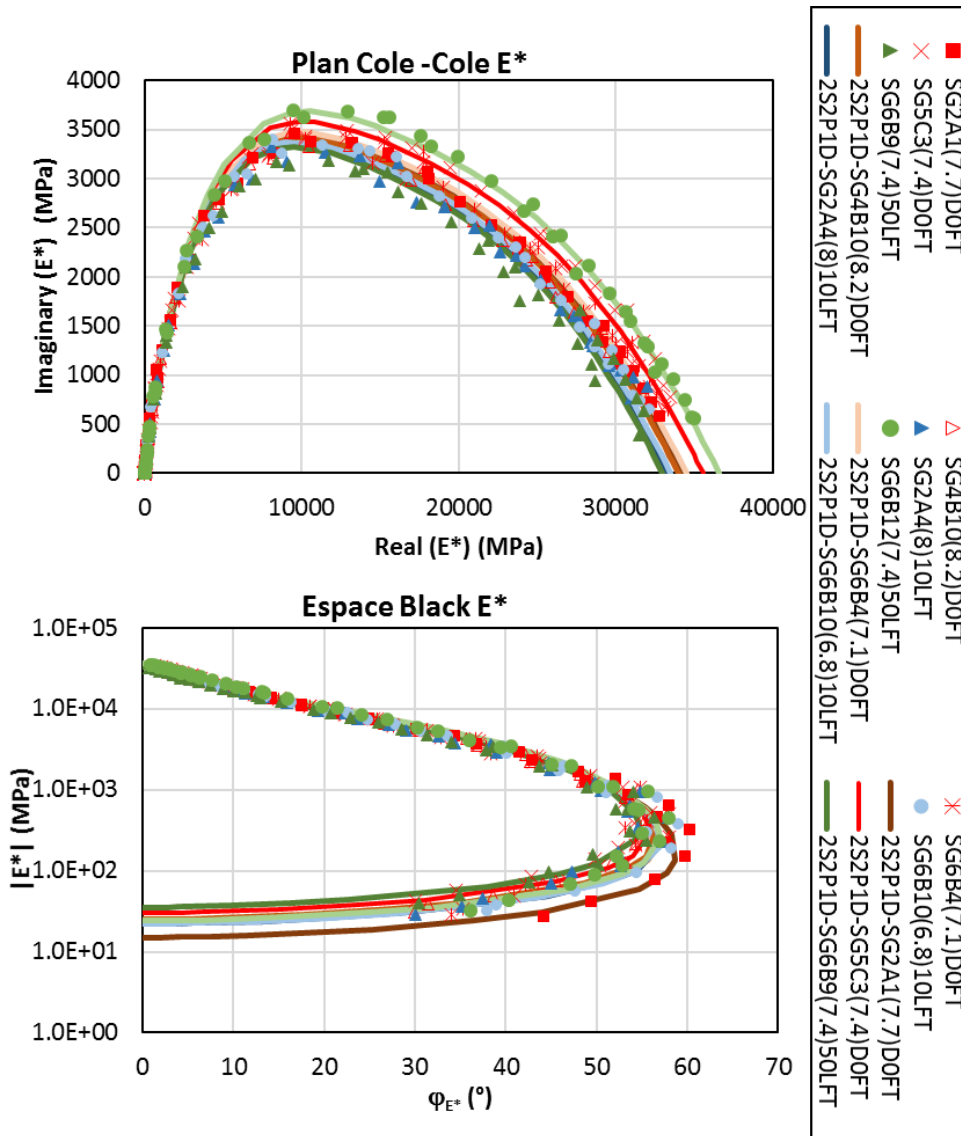 Plan Cole -Cole E*
4000
3500
3000
2500
2000
1500
1000
500
0
Imaginary (E*) (MPa)
0 10000 20000 30000 40000
Real (E*) (MPa)
Espace Black E*
1.0E+05
1.0E+04
1.0E+03
1.0E+02
1.0E+01
1.0E+00
|E*| (MPa)
0 10 20 30 40 50 60 70
φE* (°)
SG2A1(7.7)D0FT
SG4B10(8.2)D0FT
SG6B4(7.1)D0FT
SG5C3(7.4)D0FT
SG2A4(8)10LFT
SG6B10(6.8)10LFT
SG6B9(7.4)50LFT
SG6B12(7.4)50LFT
2S2P1D-SG2A1(7.7)D0FT
2S2P1D-SG4B10(8.2)D0FT
2S2P1D-SG6B4(7.1)D0FT
2S2P1D-SG5C3(7.4)D0FT
2S2P1D-SG2A4(8)10LFT
2S2P1D-SG6B10(6.8)10LFT
2S2P1D-SG6B9(7.4)50LFT